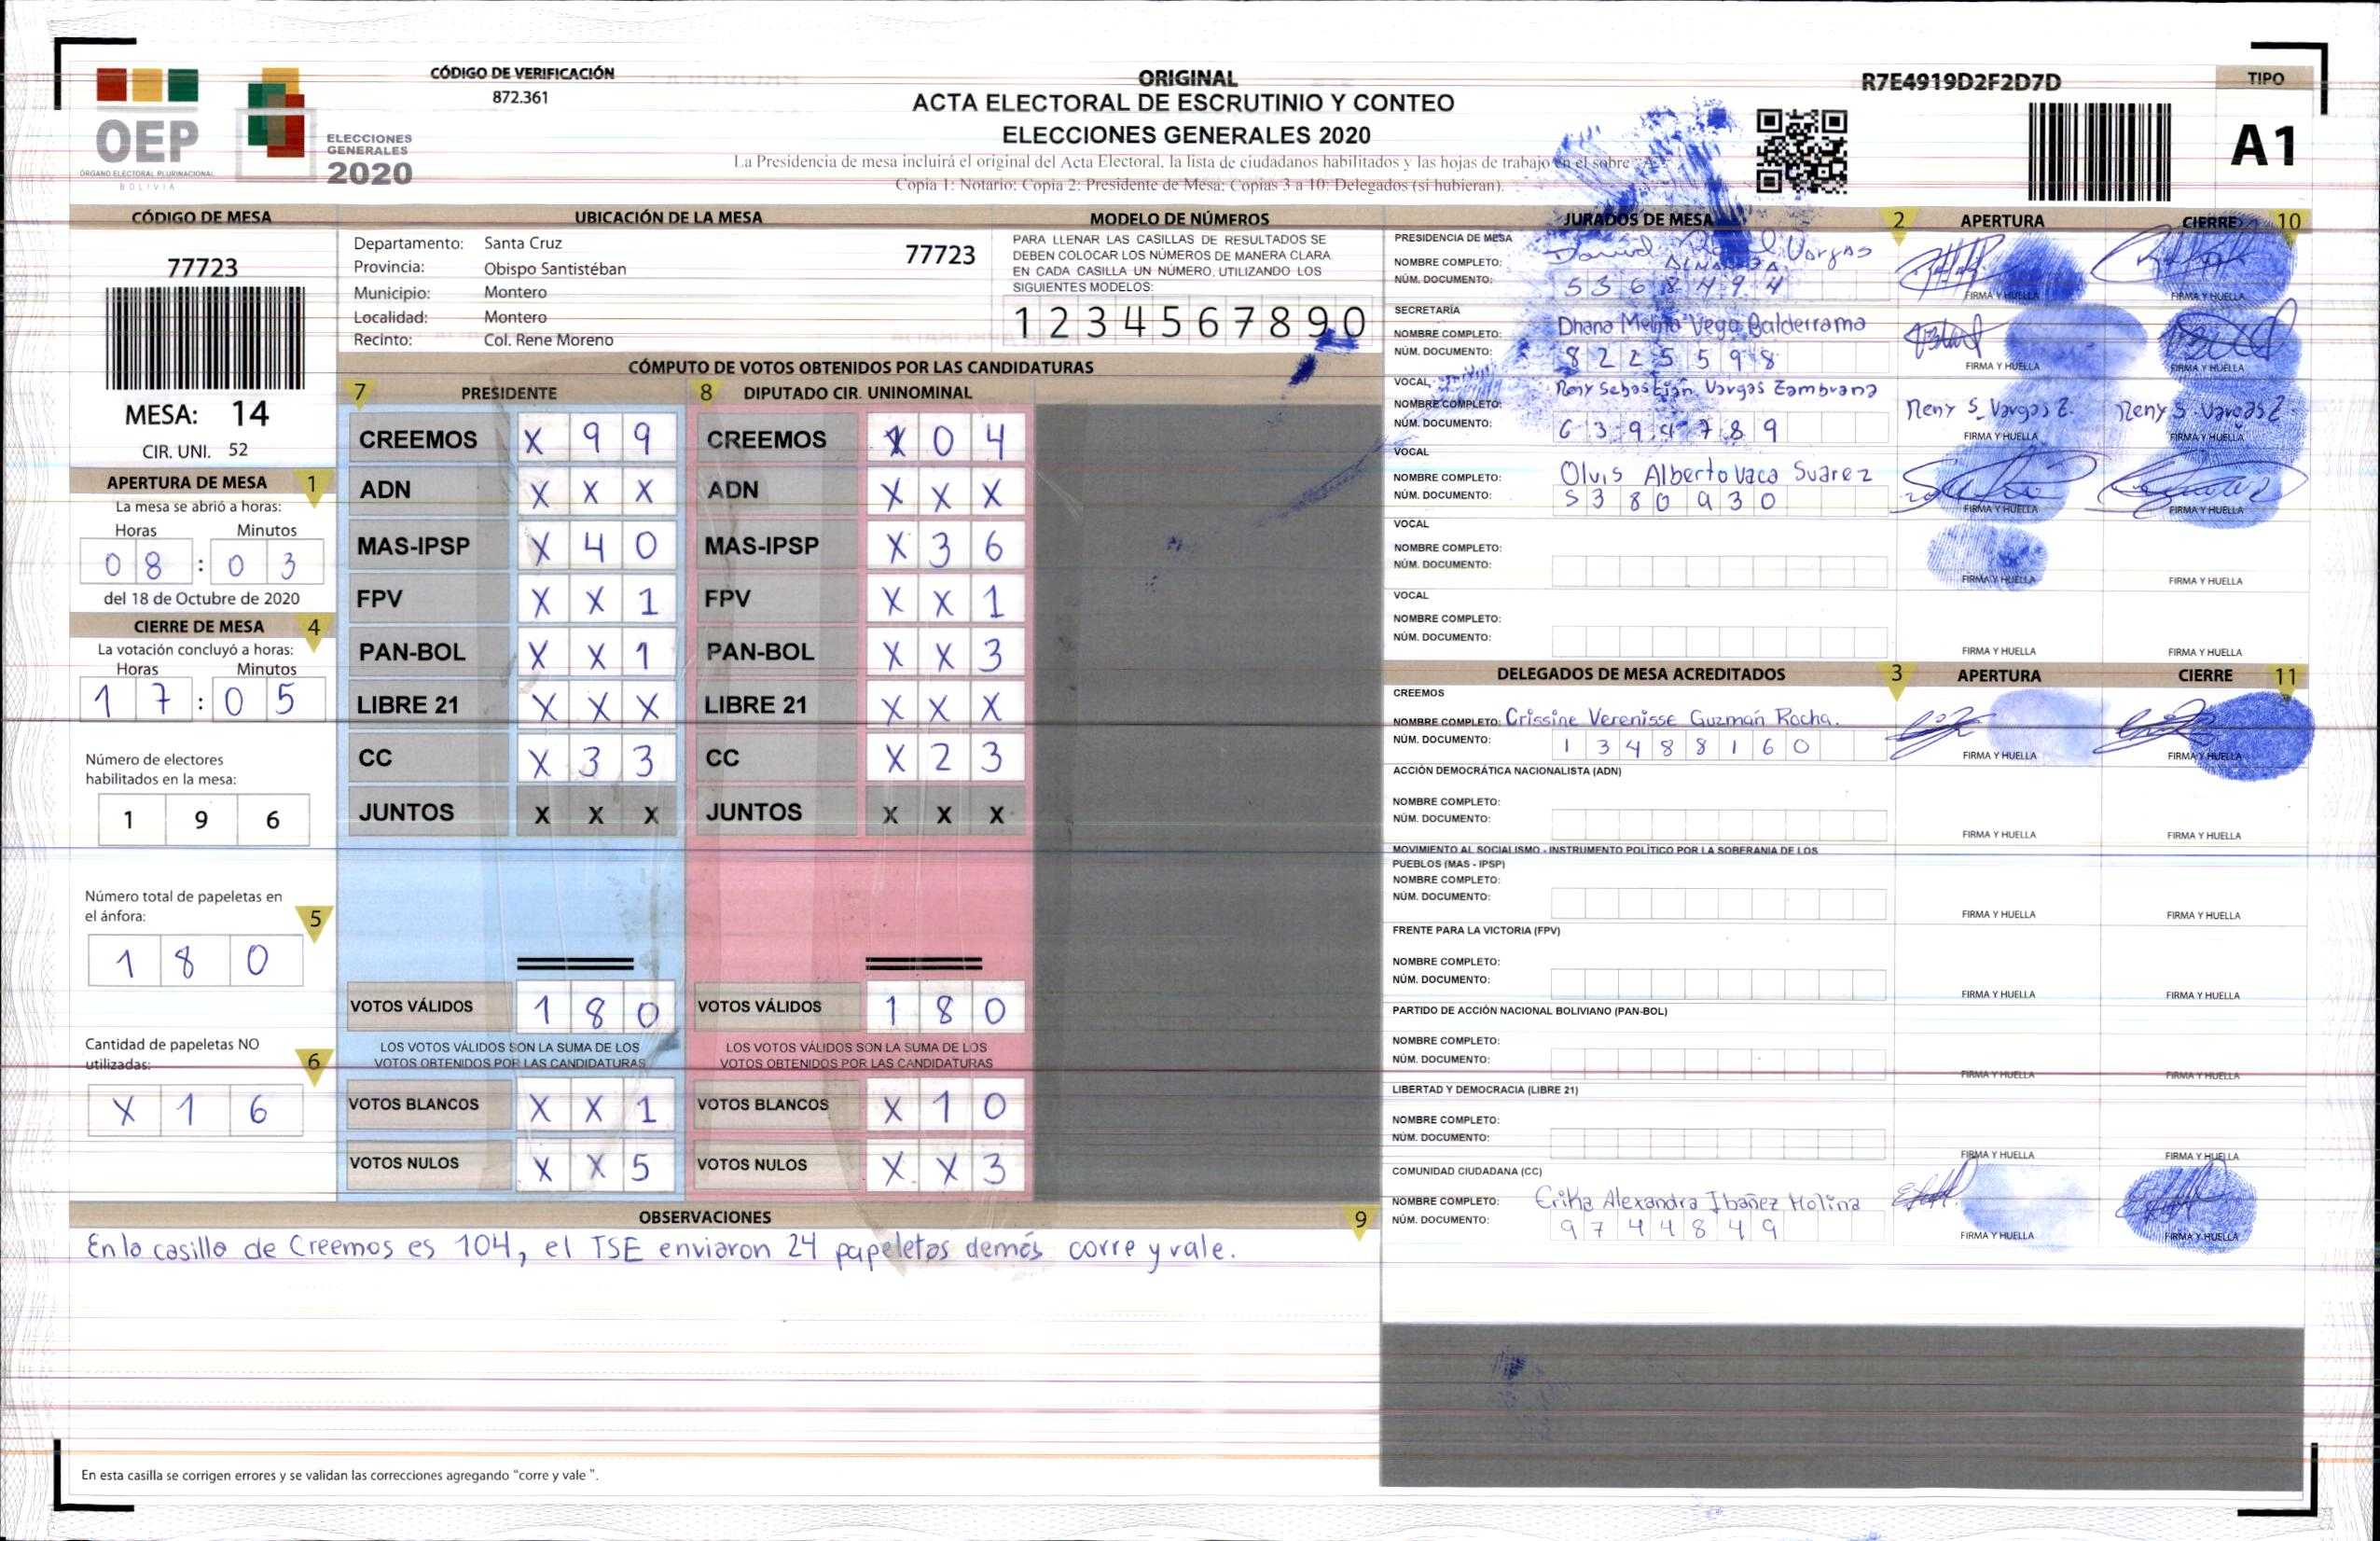 CÓDIGO DE VERIFICACIÓN
872.361
ORIGINAL
ACTA ELECTORAL DE ESCRUTINIO Y CONTEO
ELECCIONES GENERALES 2020
La Presidencia de mesa incluirá el original del Acta Electoral, la lista de ciudadanos habilitados y las hojas de trabajo en el sobre A.
Copia 1: Notario; Copia 2: Presidente de Mesa; Copias 3 a 10: Delegados (si hubieran).
R7E4919D2F2D7D
TIPO
A1
OEP
ÓRGANO ELECTORAL PLURINACIONAL
BOLIVIA
ELECCIONES
GENERALES
2020
CÓDIGO DE MESA
77723
MESA: 14
CIR. UNI. 52
UBICACIÓN DE LA MESA
Departamento: Santa Cruz
77723
Provincia: Obispo Santistéban
Municipio: Montero
Localidad: Montero
Recinto: Col. Rene Moreno
MODELO DE NÚMEROS
PARA LLENAR LAS CASILLAS DE RESULTADOS SE
DEBEN COLOCAR LOS NÚMEROS DE MANERA CLARA
EN CADA CASILLA UN NÚMERO, UTILIZANDO LOS
SIGUIENTES MODELOS:
1 2 3 4 5 6 7 8 9 0
APERTURA DE MESA 1
La mesa se abrió a horas:
Horas Minutos
0 8 : 0 3
del 18 de Octubre de 2020
CIERRE DE MESA 4
La votación concluyó a horas:
Horas Minutos
1 7 : 0 5
Número de electores
habilitados en la mesa:
1 9 6
Número total de papeletas en
el ánfora:
5
1 8 0
Cantidad de papeletas NO
utilizadas:
6
X 1 6
CÓMPUTO DE VOTOS OBTENIDOS POR LAS CANDIDATURAS
7 PRESIDENTE
CREEMOS X 9 9
ADN X X X
MAS-IPSP X 4 0
FPV X X 1
PAN-BOL X X 1
LIBRE 21 X X X
CC X 3 3
JUNTOS X X X
VOTOS VÁLIDOS 1 8 0
LOS VOTOS VÁLIDOS SON LA SUMA DE LOS
VOTOS OBTENIDOS POR LAS CANDIDATURAS
VOTOS BLANCOS X X 1
VOTOS NULOS X X 5
8 DIPUTADO CIR. UNINOMINAL
CREEMOS 1 0 4
ADN X X X
MAS-IPSP X 3 6
FPV X X 1
PAN-BOL X X 3
LIBRE 21 X X X
CC X 2 3
JUNTOS X X X
VOTOS VÁLIDOS 1 8 0
LOS VOTOS VÁLIDOS SON LA SUMA DE LOS
VOTOS OBTENIDOS POR LAS CANDIDATURAS
VOTOS BLANCOS X 1 0
VOTOS NULOS X X 3
OBSERVACIONES 9
En la casilla de Creemos es 104, el TSE enviaron 24 papeletas demás corre y vale.
En esta casilla se corrigen errores y se validan las correcciones agregando "corre y vale ".
JURADOS DE MESA 2 APERTURA CIERRE 10
PRESIDENCIA DE MESA
NOMBRE COMPLETO: David Vargas
NÚM. DOCUMENTO: 5 3 6 8 4 9 4
FIRMA Y HUELLA FIRMA Y HUELLA
SECRETARÍA
NOMBRE COMPLETO: Dhana Melina Vega Balderrama
NÚM. DOCUMENTO: 8 2 2 5 5 9 8
FIRMA Y HUELLA FIRMA Y HUELLA
VOCAL
NOMBRE COMPLETO: Reny Sebastián Vargas Zambrana
NÚM. DOCUMENTO: 6 3 9 4 7 8 9
Reny S. Vargas Z. Reny S. Vargas Z.
FIRMA Y HUELLA FIRMA Y HUELLA
VOCAL
NOMBRE COMPLETO: Olvis Alberto Vaca Suarez
NÚM. DOCUMENTO: 5 3 8 0 9 3 0
FIRMA Y HUELLA FIRMA Y HUELLA
VOCAL
NOMBRE COMPLETO:
NÚM. DOCUMENTO:
FIRMA Y HUELLA FIRMA Y HUELLA
VOCAL
NOMBRE COMPLETO:
NÚM. DOCUMENTO:
FIRMA Y HUELLA FIRMA Y HUELLA
DELEGADOS DE MESA ACREDITADOS 3 APERTURA CIERRE 11
CREEMOS
NOMBRE COMPLETO: Crissine Verenisse Guzmán Rocha.
NÚM. DOCUMENTO: 1 3 4 8 8 1 6 0
FIRMA Y HUELLA FIRMA Y HUELLA
ACCIÓN DEMOCRÁTICA NACIONALISTA (ADN)
NOMBRE COMPLETO:
NÚM. DOCUMENTO:
FIRMA Y HUELLA FIRMA Y HUELLA
MOVIMIENTO AL SOCIALISMO - INSTRUMENTO POLÍTICO POR LA SOBERANIA DE LOS
PUEBLOS (MAS - IPSP)
NOMBRE COMPLETO:
NÚM. DOCUMENTO:
FIRMA Y HUELLA FIRMA Y HUELLA
FRENTE PARA LA VICTORIA (FPV)
NOMBRE COMPLETO:
NÚM. DOCUMENTO:
FIRMA Y HUELLA FIRMA Y HUELLA
PARTIDO DE ACCIÓN NACIONAL BOLIVIANO (PAN-BOL)
NOMBRE COMPLETO:
NÚM. DOCUMENTO:
FIRMA Y HUELLA FIRMA Y HUELLA
LIBERTAD Y DEMOCRACIA (LIBRE 21)
NOMBRE COMPLETO:
NÚM. DOCUMENTO:
FIRMA Y HUELLA FIRMA Y HUELLA
COMUNIDAD CIUDADANA (CC)
NOMBRE COMPLETO: Erika Alexandra Ibañez Molina
NÚM. DOCUMENTO: 9 7 4 4 8 4 9
FIRMA Y HUELLA FIRMA Y HUELLA